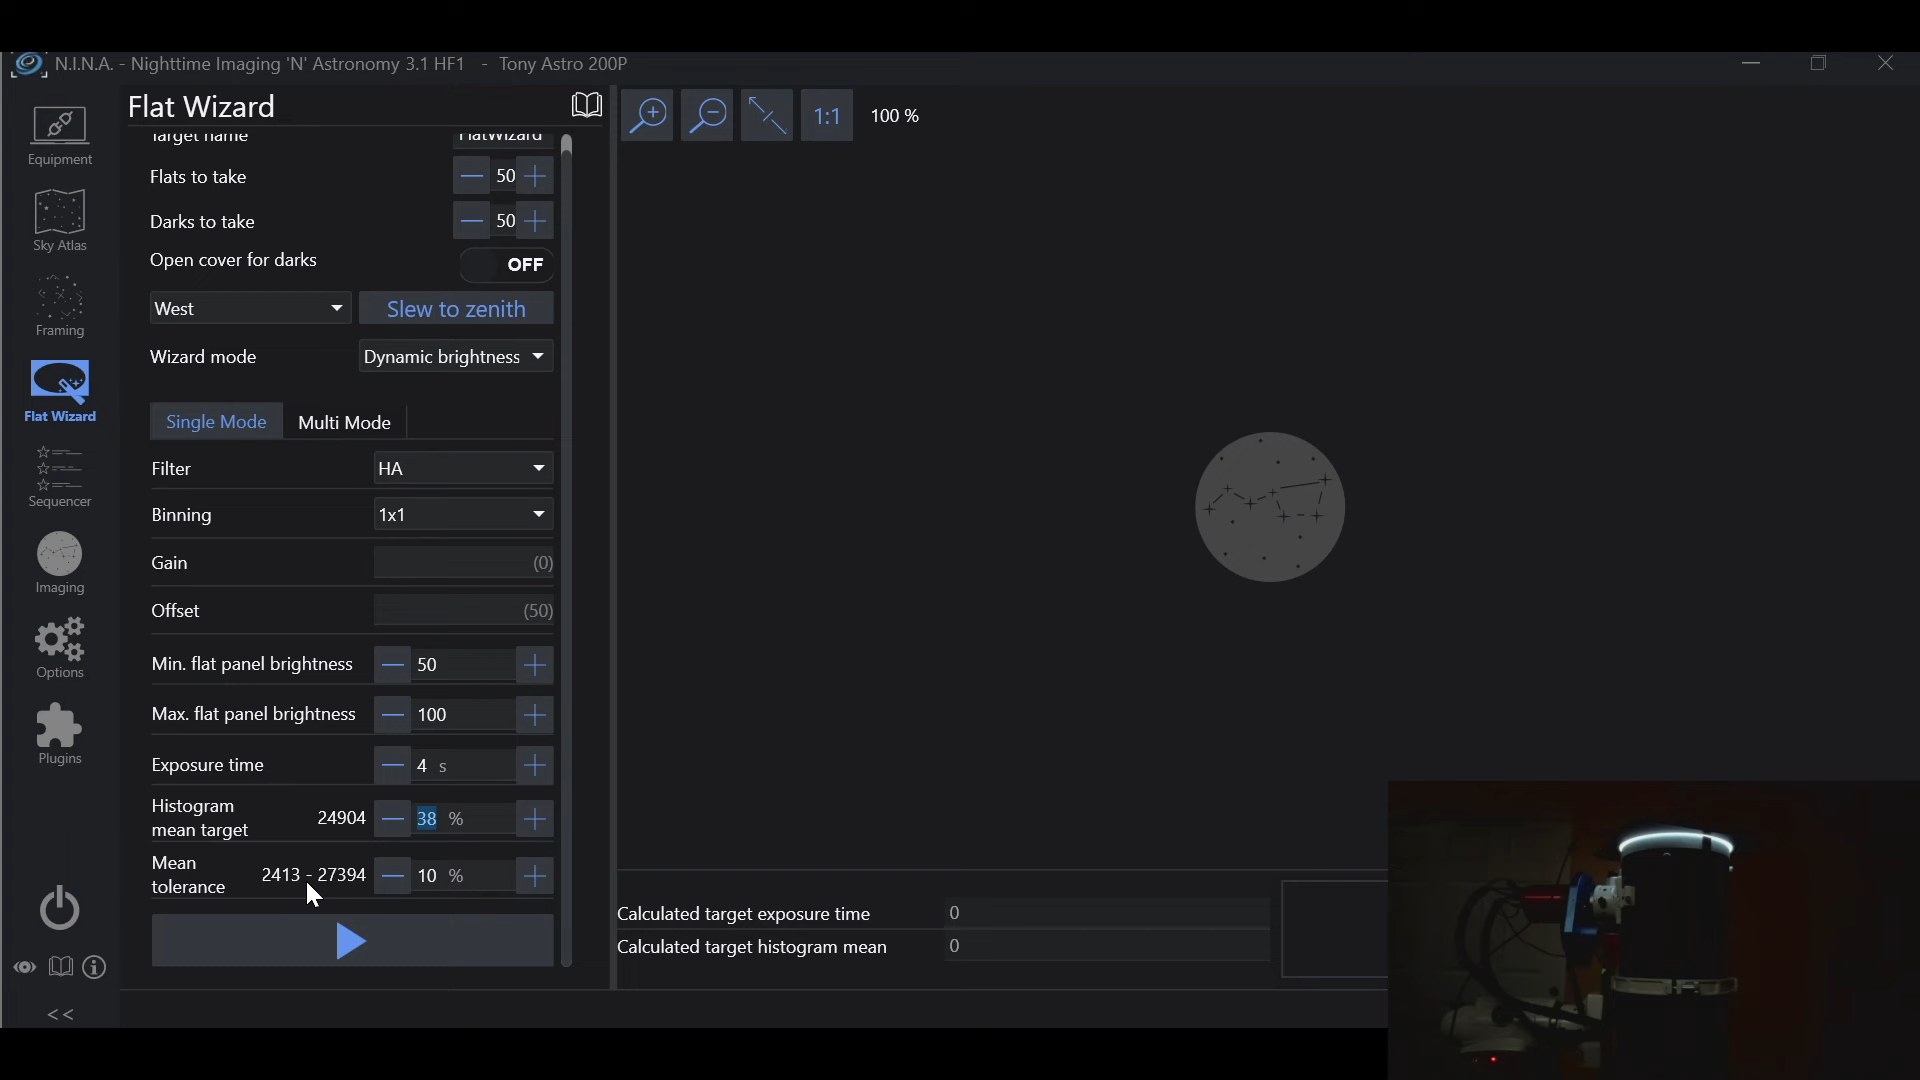 N.I.N.A. - Nighttime Imaging 'N' Astronomy 3.1 HF1 - Tony Astro 200P
Flat Wizard
1:1
100 %
Equipment
Sky Atlas
Framing
Flat Wizard
Sequencer
Imaging
Options
Plugins
<<
Target name FlatWizard
Flats to take 50
Darks to take 50
Open cover for darks OFF
West Slew to zenith
Wizard mode Dynamic brightness
Single Mode Multi Mode
Filter HA
Binning 1x1
Gain (0)
Offset (50)
Min. flat panel brightness 50
Max. flat panel brightness 100
Exposure time 4 s
Histogram
mean target 24904 38 %
Mean
tolerance 2413 - 27394 10 %
Calculated target exposure time 0
Calculated target histogram mean 0